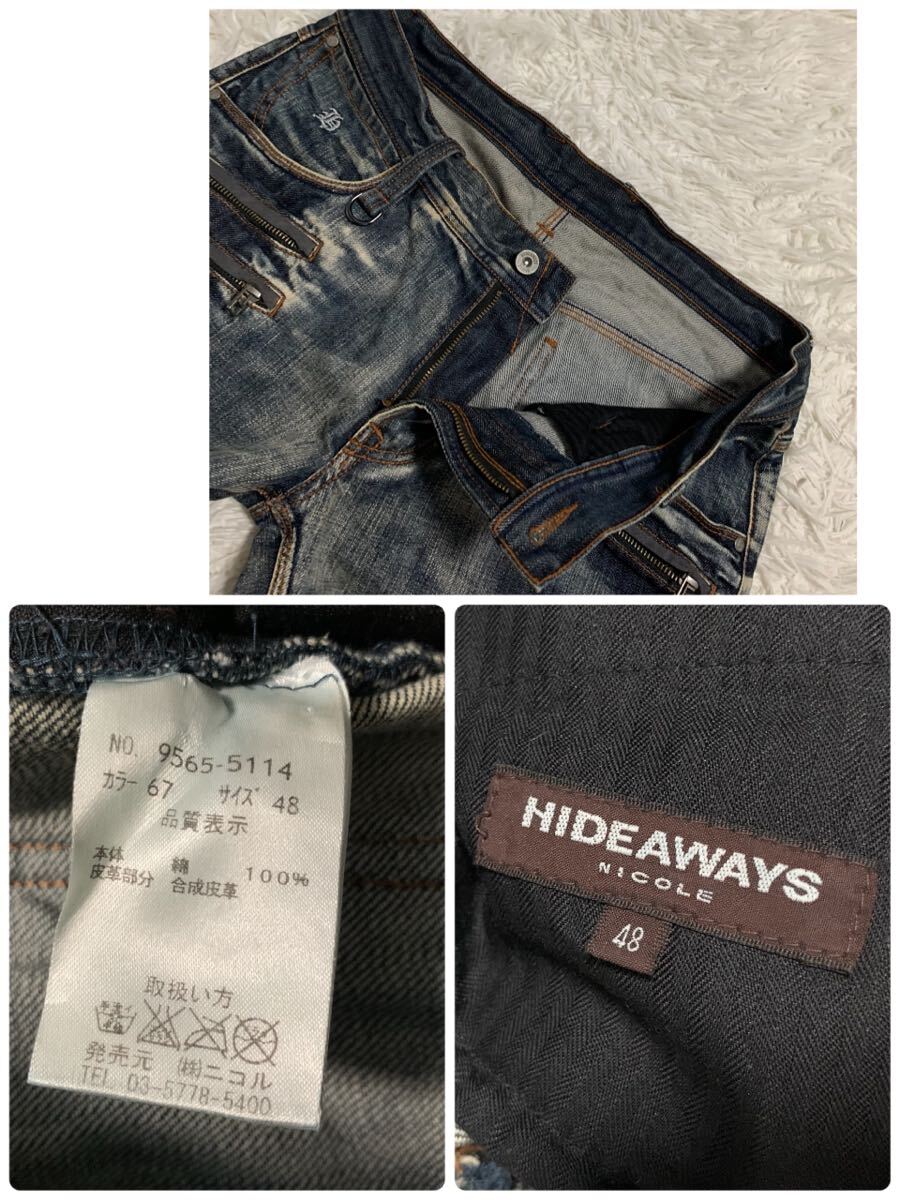 NO. 9565-5114
カラー 67 サイズ 48
品質表示
本体 綿 100%
皮革部分 合成皮革
取扱い方
発売元 (株)ニコル
TEL 03-5778-5400
HIDEAWAYS
NICOLE
48